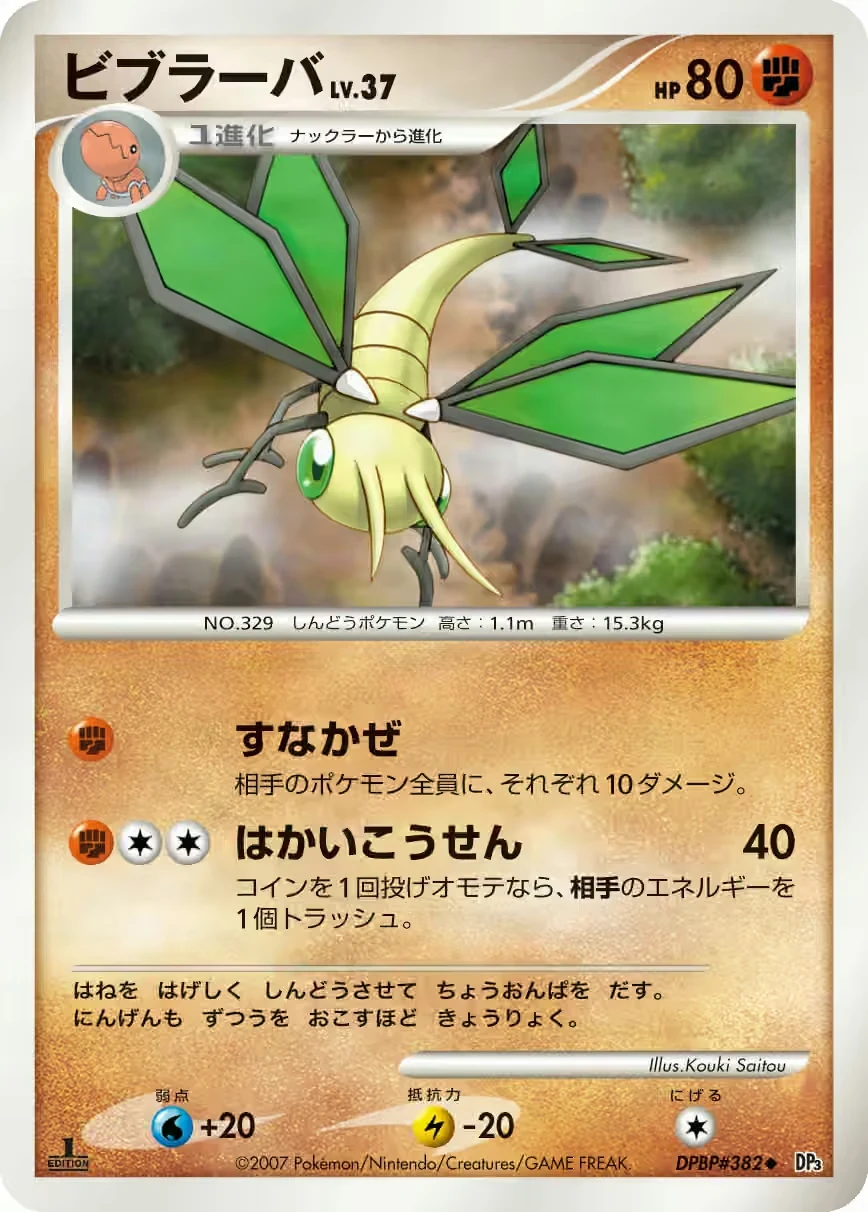 ビブラーバ LV.37 HP 80
1進化 ナックラーから進化
NO.329 しんどうポケモン 高さ：1.1m 重さ：15.3kg
すなかぜ
相手のポケモン全員に、それぞれ10ダメージ。
はかいこうせん 40
コインを1回投げオモテなら、相手のエネルギーを
1個トラッシュ。
はねを はげしく しんどうさせて ちょうおんぱを だす。
にんげんも ずつうを おこすほど きょうりょく。
Illus.Kouki Saitou
弱点 抵抗力 にげる
+20 -20
1 EDITION ©2007 Pokémon/Nintendo/Creatures/GAME FREAK. DPBP#382◆ DP3